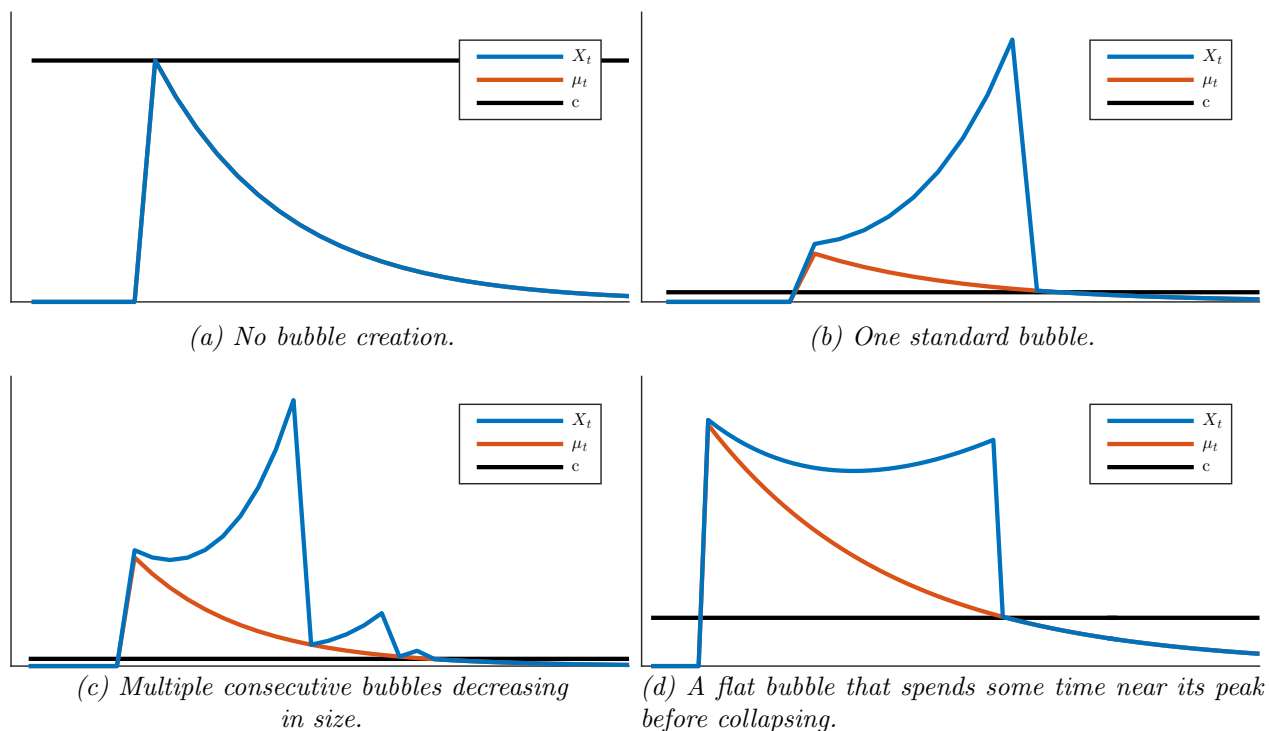 X_t
μ_t
c
X_t
μ_t
c
(a) No bubble creation.
(b) One standard bubble.
X_t
μ_t
c
X_t
μ_t
c
(c) Multiple consecutive bubbles decreasing
in size.
(d) A flat bubble that spends some time near its peak
before collapsing.